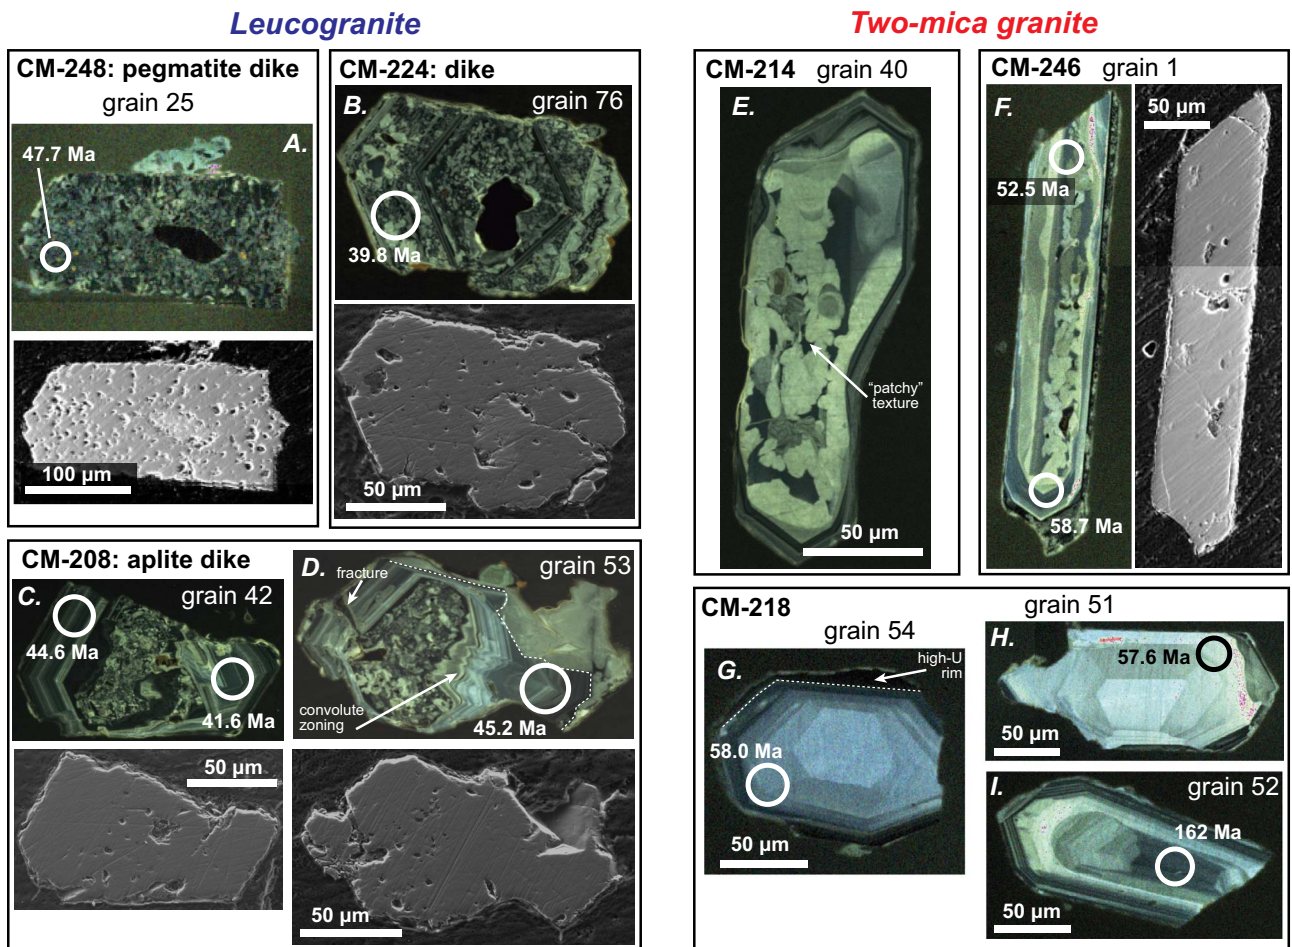 Leucogranite
Two-mica granite
CM-248: pegmatite dike
grain 25
A.
47.7 Ma
100 µm
CM-224: dike
B.
grain 76
39.8 Ma
50 µm
CM-208: aplite dike
C.
grain 42
44.6 Ma
41.6 Ma
50 µm
D.
grain 53
fracture
convolute
zoning
45.2 Ma
50 µm
CM-214 grain 40
E.
“patchy”
texture
50 µm
CM-246 grain 1
F.
50 µm
52.5 Ma
58.7 Ma
CM-218
grain 54
G.
high-U
rim
58.0 Ma
50 µm
grain 51
H.
57.6 Ma
50 µm
I.
grain 52
162 Ma
50 µm